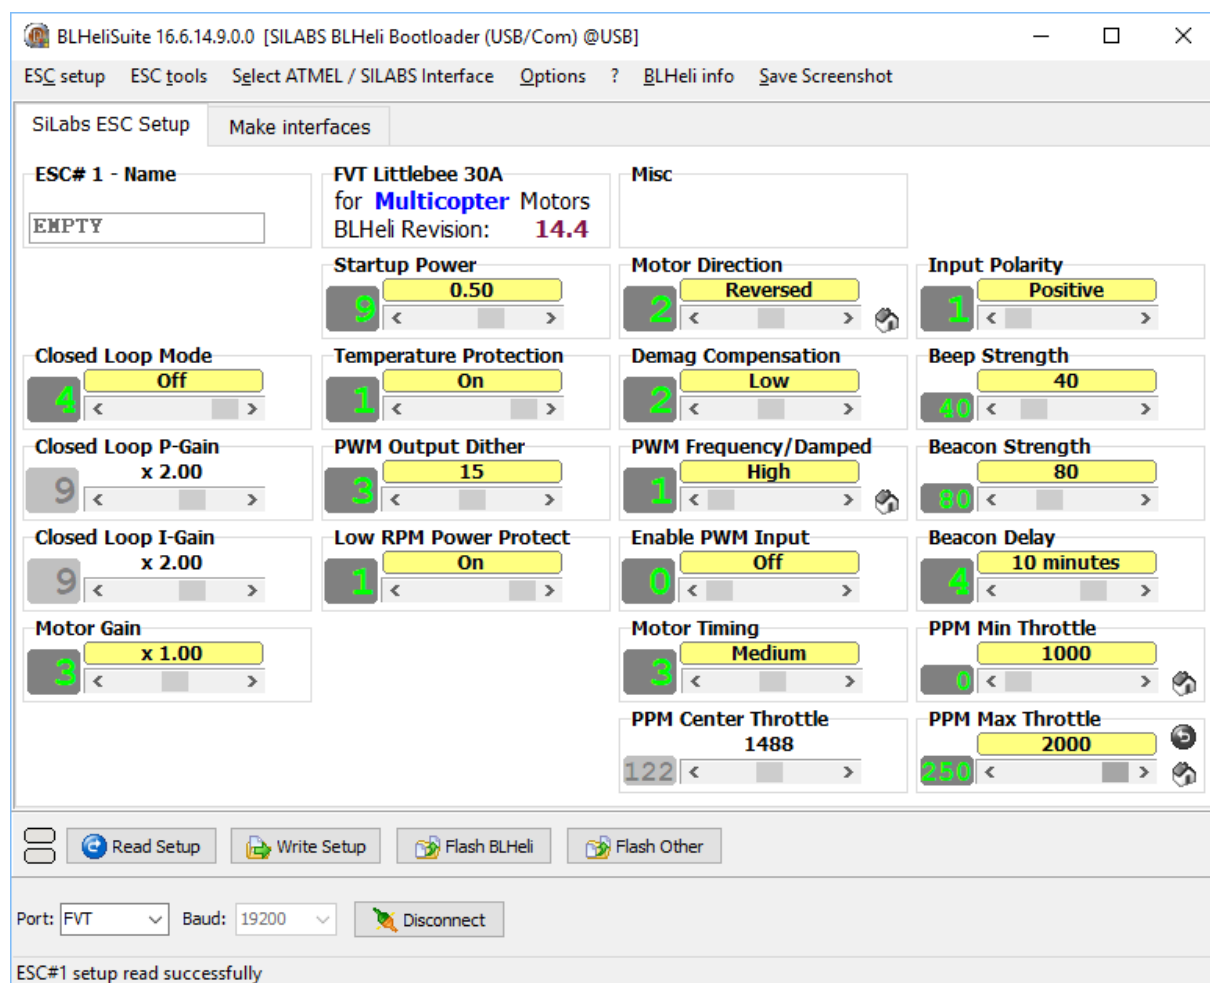 BLHeliSuite 16.6.14.9.0.0 [SILABS BLHeli Bootloader (USB/Com) @USB]
ESC setup ESC tools Select ATMEL / SILABS Interface Options ? BLHeli info Save Screenshot
SiLabs ESC Setup Make interfaces
ESC# 1 - Name
EMPTY
FVT Littlebee 30A
for Multicopter Motors
BLHeli Revision: 14.4
Misc
Startup Power
0.50
9
Motor Direction
Reversed
2
Input Polarity
Positive
1
Closed Loop Mode
Off
4
Temperature Protection
On
1
Demag Compensation
Low
2
Beep Strength
40
40
Closed Loop P-Gain
x 2.00
9
PWM Output Dither
15
3
PWM Frequency/Damped
High
1
Beacon Strength
80
80
Closed Loop I-Gain
x 2.00
9
Low RPM Power Protect
On
1
Enable PWM Input
Off
0
Beacon Delay
10 minutes
4
Motor Gain
x 1.00
3
Motor Timing
Medium
3
PPM Min Throttle
1000
0
PPM Center Throttle
1488
122
PPM Max Throttle
2000
250
Read Setup Write Setup Flash BLHeli Flash Other
Port: FVT Baud: 19200 Disconnect
ESC#1 setup read successfully